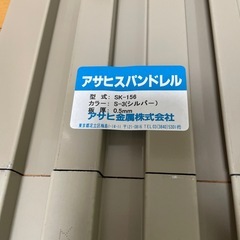 アサヒスパンドレル
型 式: SK-156
カラー: S-3(シルバー)
板 厚: 0.5mm
アサヒ金属株式会社